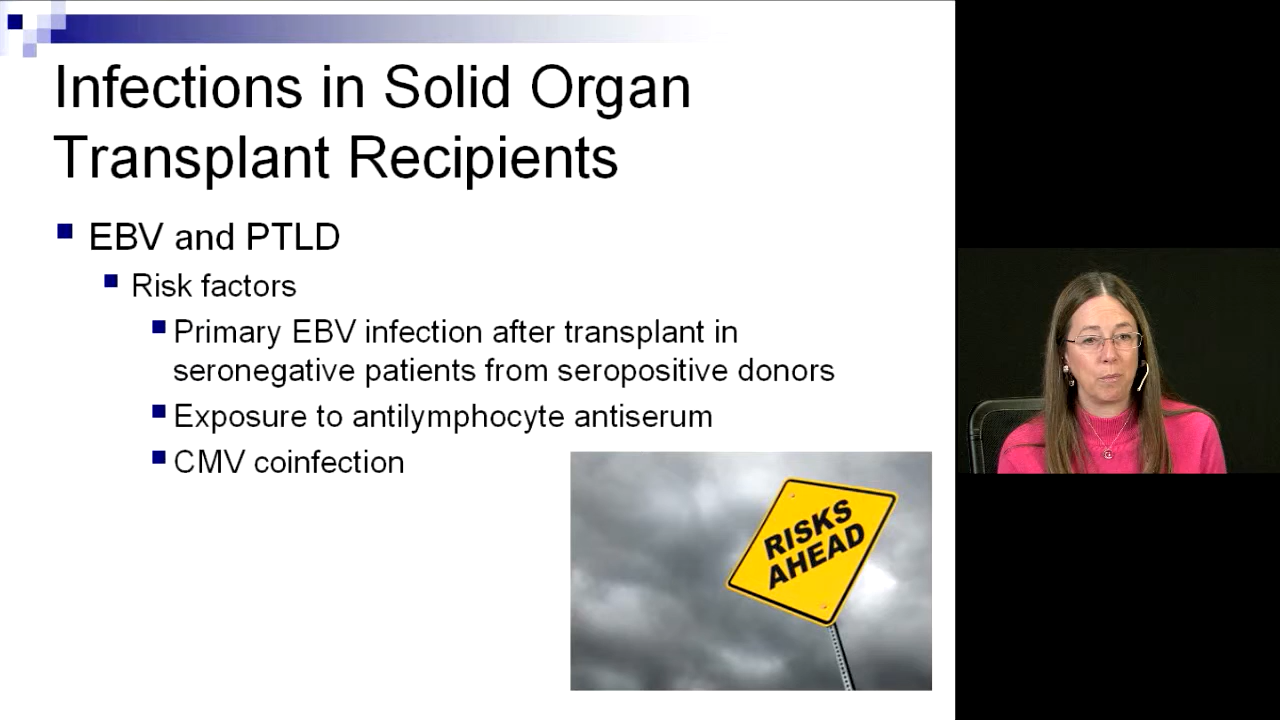 Infections in Solid Organ
Transplant Recipients
EBV and PTLD
Risk factors
Primary EBV infection after transplant in
seronegative patients from seropositive donors
Exposure to antilymphocyte antiserum
CMV coinfection
RISKS
AHEAD